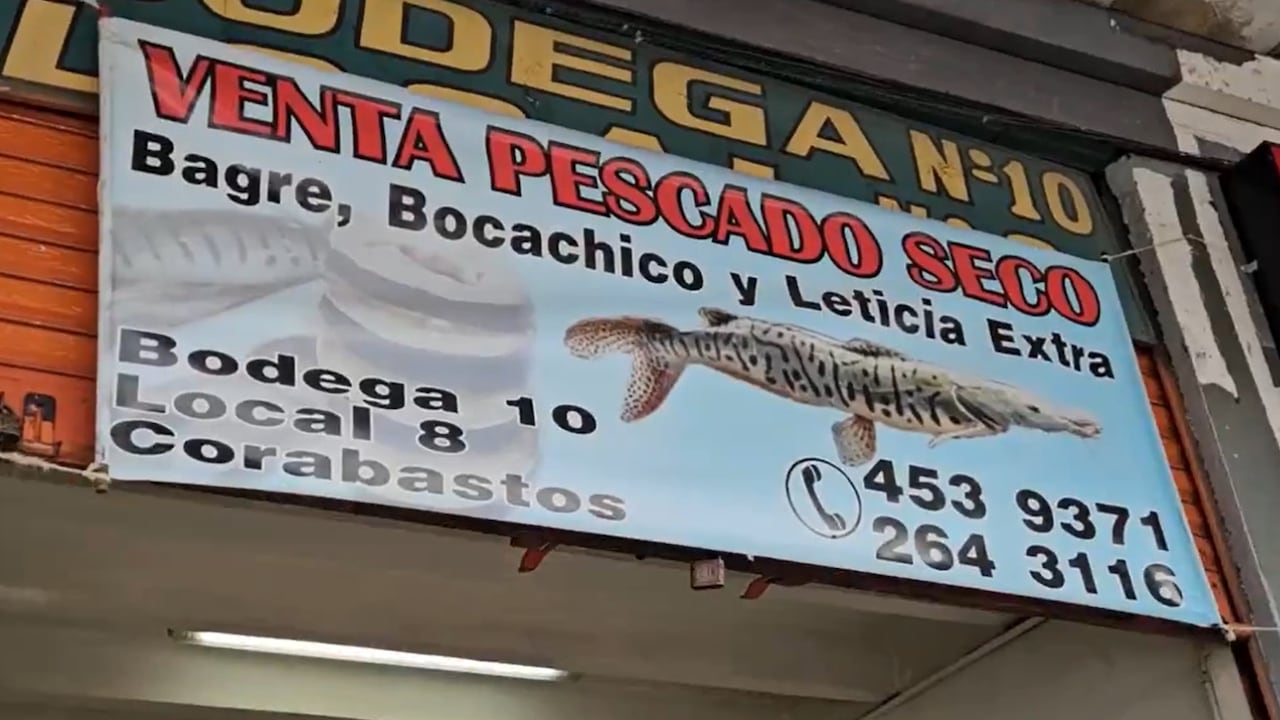 BODEGA Nº10
VENTA PESCADO SECO
Bagre, Bocachico y Leticia Extra
Bodega 10
Local 8
Corabastos
453 9371
264 3116